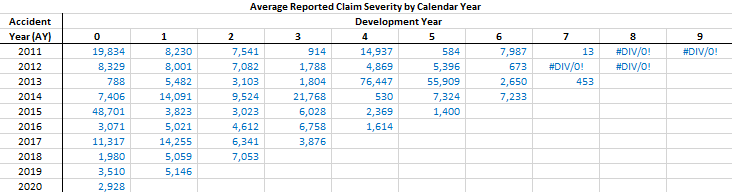 Average Reported Claim Severity by Calendar Year
Accident Development Year
Year (AY) 0 1 2 3 4 5 6 7 8 9
2011 19,834 8,230 7,541 914 14,937 584 7,987 13 #DIV/0! #DIV/0!
2012 8,329 8,001 7,082 1,788 4,869 5,396 673 #DIV/0! #DIV/0!
2013 788 5,482 3,103 1,804 76,447 55,909 2,650 453
2014 7,406 14,091 9,524 21,768 530 7,324 7,233
2015 48,701 3,823 3,023 6,028 2,369 1,400
2016 3,071 5,021 4,612 6,758 1,614
2017 11,317 14,255 6,341 3,876
2018 1,980 5,059 7,053
2019 3,510 5,146
2020 2,928